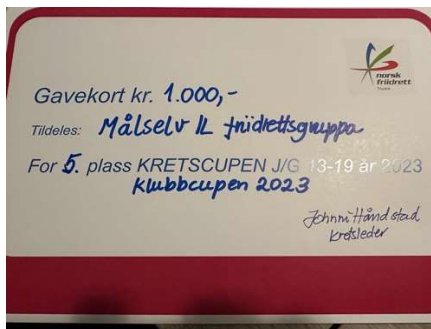 norsk
friidrett
Troms
Gavekort kr. 1.000,-
Tildeles: Målselv IL friidrettsgruppa
For 5. plass KRETSCUPEN J/G 13-19 år 2023
Klubbcupen 2023
Johnni Håndstad
Kretsleder